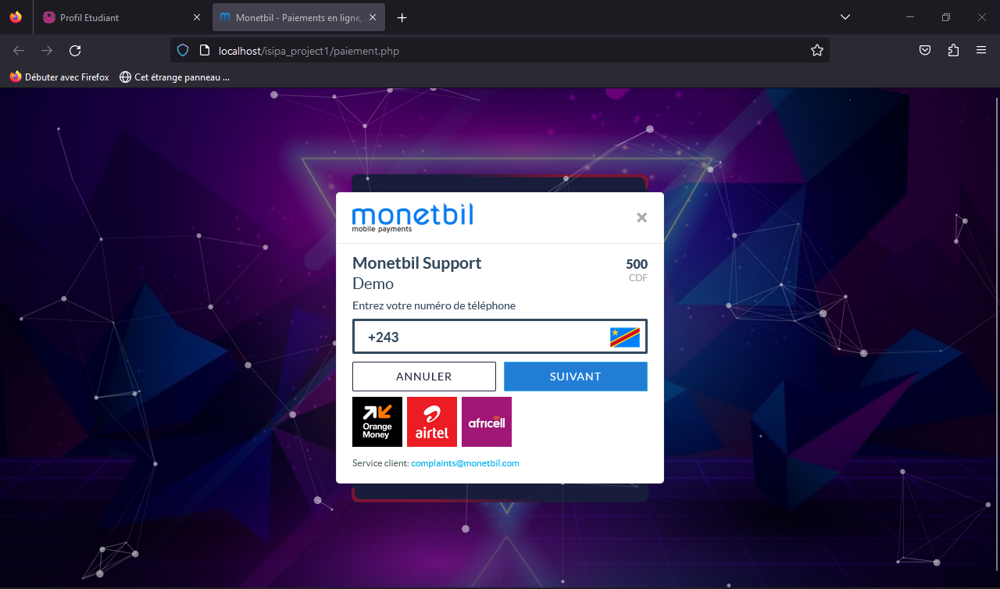 Profil Etudiant
Monetbil - Paiements en ligne,
localhost/isipa_project1/paiement.php
Débuter avec Firefox
Cet étrange panneau ...
monetbil
mobile payments
Monetbil Support
500
Demo
CDF
Entrez votre numéro de téléphone
+243
ANNULER
SUIVANT
Orange
Money
airtel
africell
Service client: complaints@monetbil.com